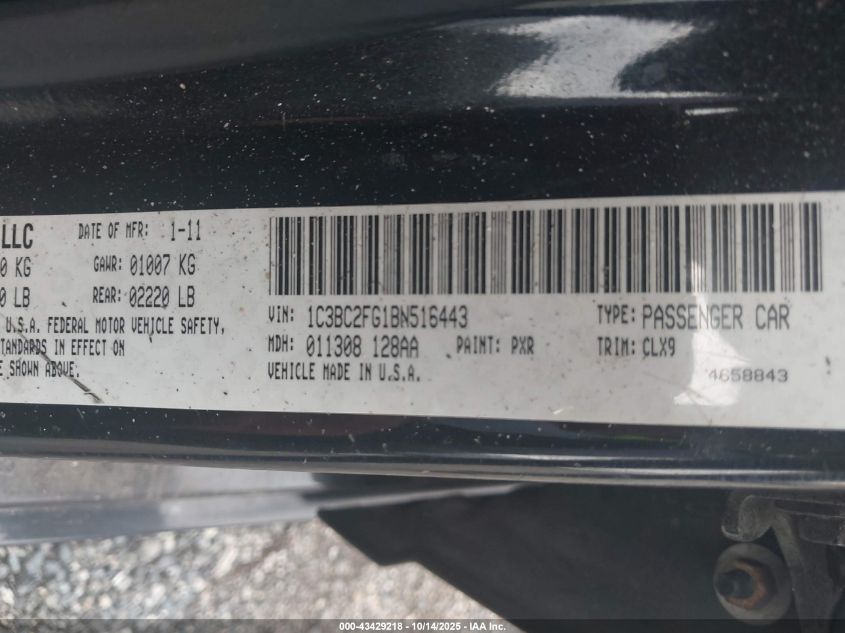 LLC DATE OF MFR: 1-11
0 KG GAWR: 01007 KG
0 LB REAR: 02220 LB
U.S.A. FEDERAL MOTOR VEHICLE SAFETY,
STANDARDS IN EFFECT ON
SHOWN ABOVE.
VIN: 1C3BC2FG1BN516443 TYPE: PASSENGER CAR
MDH: 011308 128AA PAINT: PXR TRIM: CLX9
VEHICLE MADE IN U.S.A. 4658843
000-43429218 - 10/14/2025 - IAA Inc.